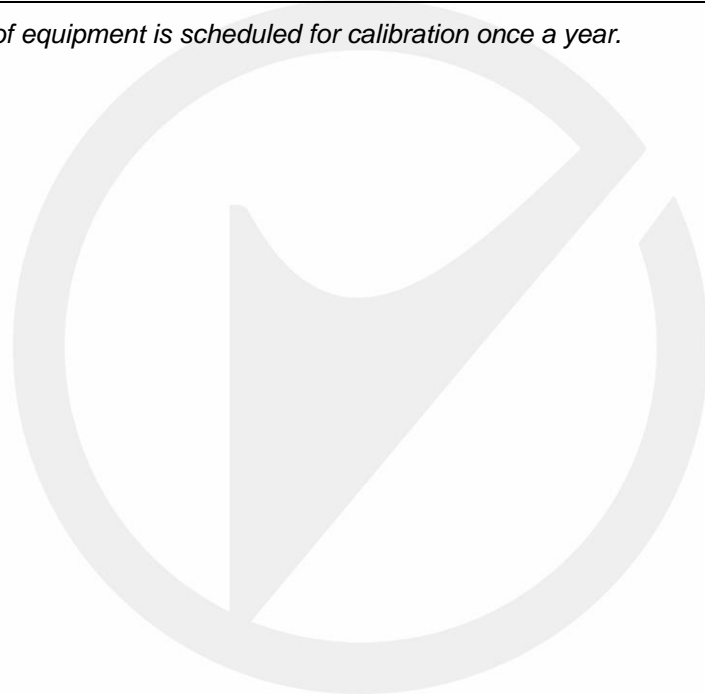 of equipment is scheduled for calibration once a year.